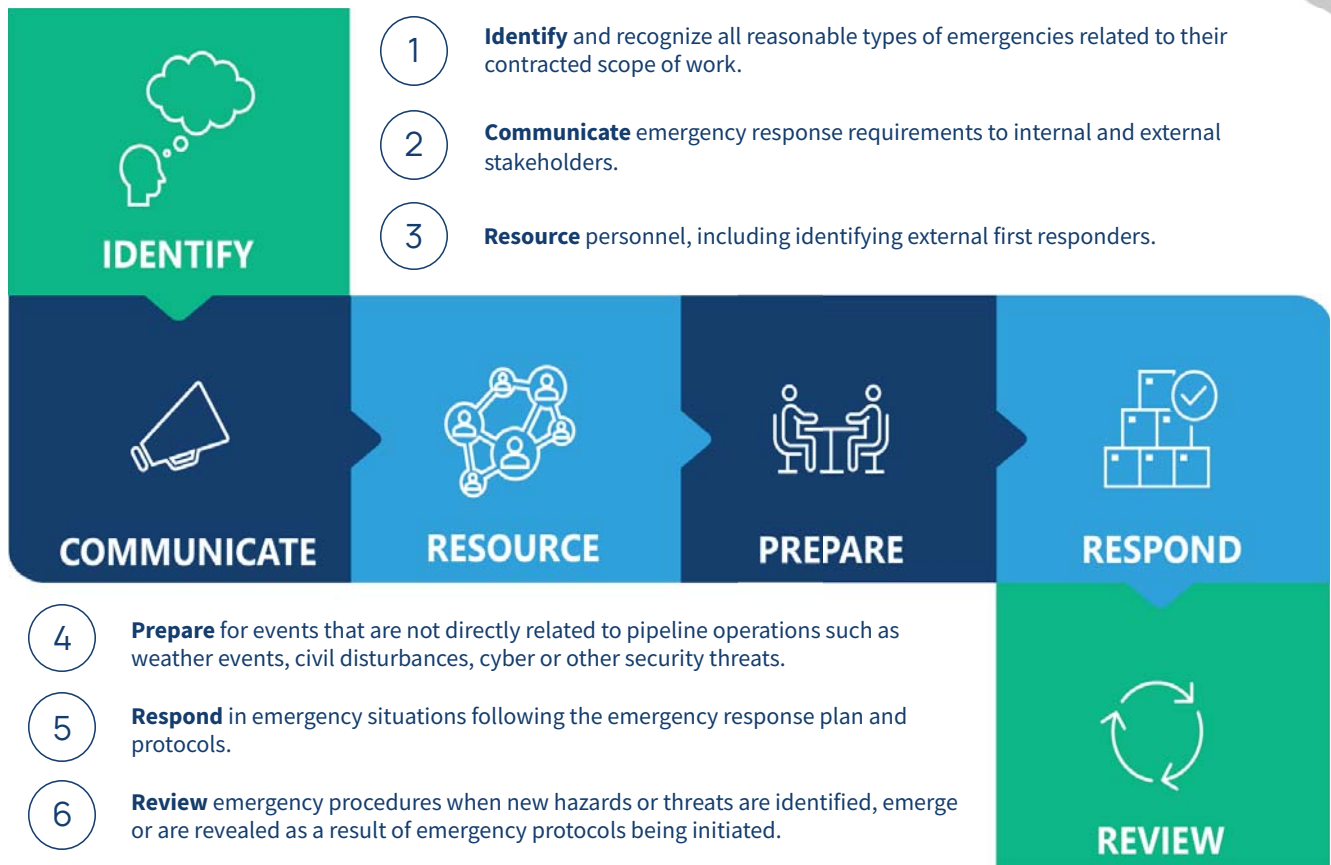 1
Identify and recognize all reasonable types of emergencies related to their
contracted scope of work.
2
Communicate emergency response requirements to internal and external
stakeholders.
3
Resource personnel, including identifying external first responders.
IDENTIFY
COMMUNICATE
RESOURCE
PREPARE
RESPOND
4
Prepare for events that are not directly related to pipeline operations such as
weather events, civil disturbances, cyber or other security threats.
5
Respond in emergency situations following the emergency response plan and
protocols.
6
Review emergency procedures when new hazards or threats are identified, emerge
or are revealed as a result of emergency protocols being initiated.
REVIEW